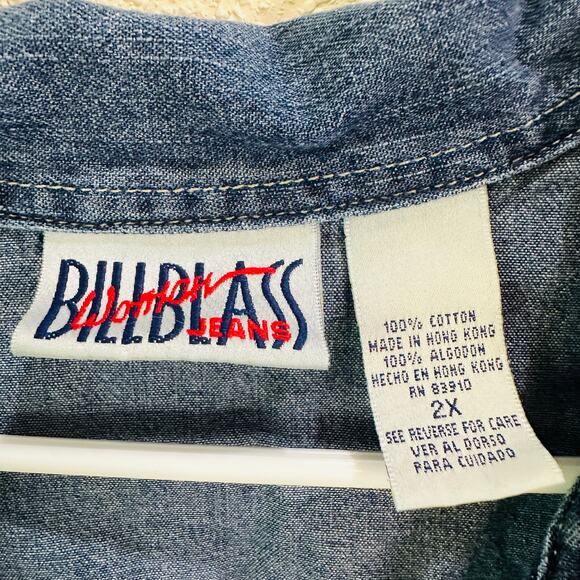 BILLBLASS
Woman
JEANS
100% COTTON
MADE IN HONG KONG
100% ALGODON
HECHO EN HONG KONG
RN 83910
2X
SEE REVERSE FOR CARE
VER AL DORSO
PARA CUIDADO